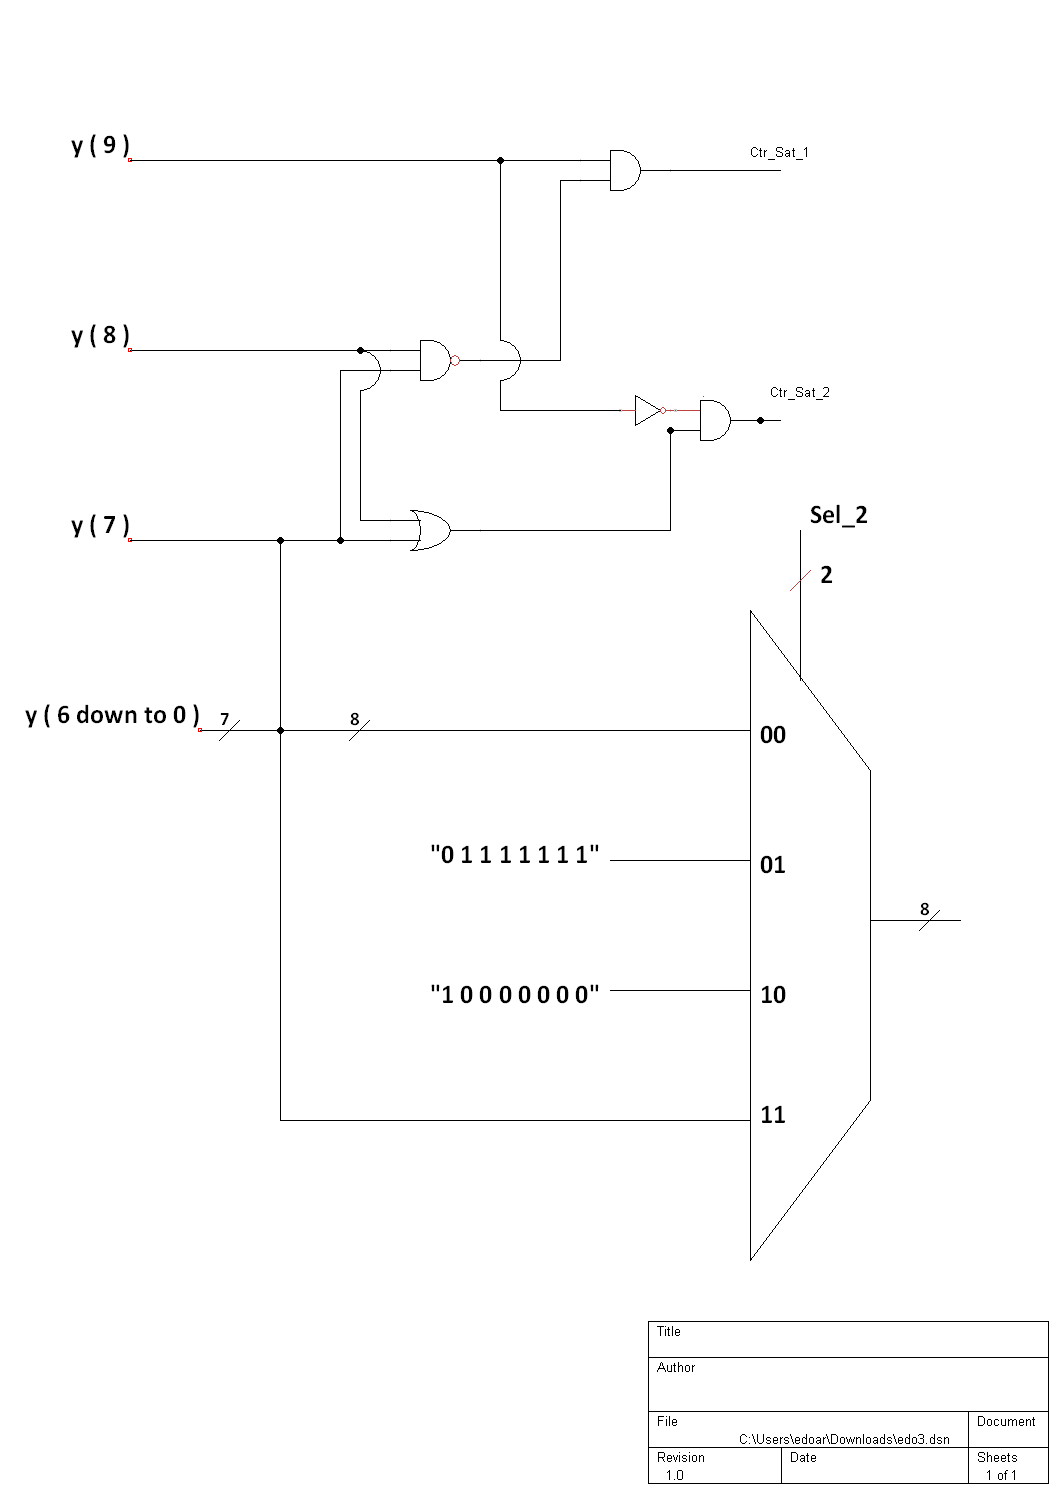 y ( 9 )
Ctr_Sat_1
y ( 8 )
Ctr_Sat_2
y ( 7 )
Sel_2
2
y ( 6 down to 0 )
7
8
00
"0 1 1 1 1 1 1 1"
01
8
"1 0 0 0 0 0 0 0"
10
11
Title
Author
File
C:\Users\edoar\Downloads\edo3.dsn
Document
Revision
1.0
Date
Sheets
1 of 1